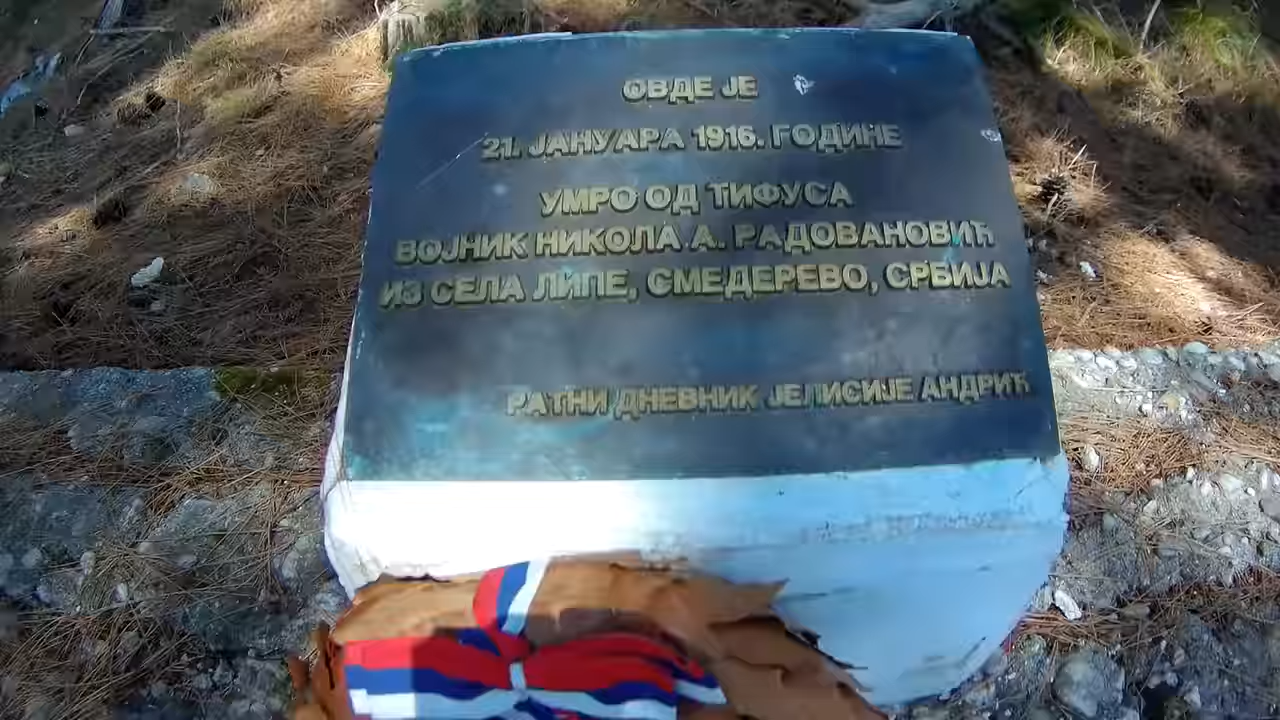 ОВДЕ ЈЕ
21. ЈАНУАРА 1916. ГОДИНЕ
УМРО ОД ТИФУСА
ВОЈНИК НИКОЛА А. РАДОВАНОВИЋ
ИЗ СЕЛА ЛИПЕ, СМЕДЕРЕВО, СРБИЈА
РАТНИ ДНЕВНИК ЈЕЛИСИЈЕ АНДРИЋ